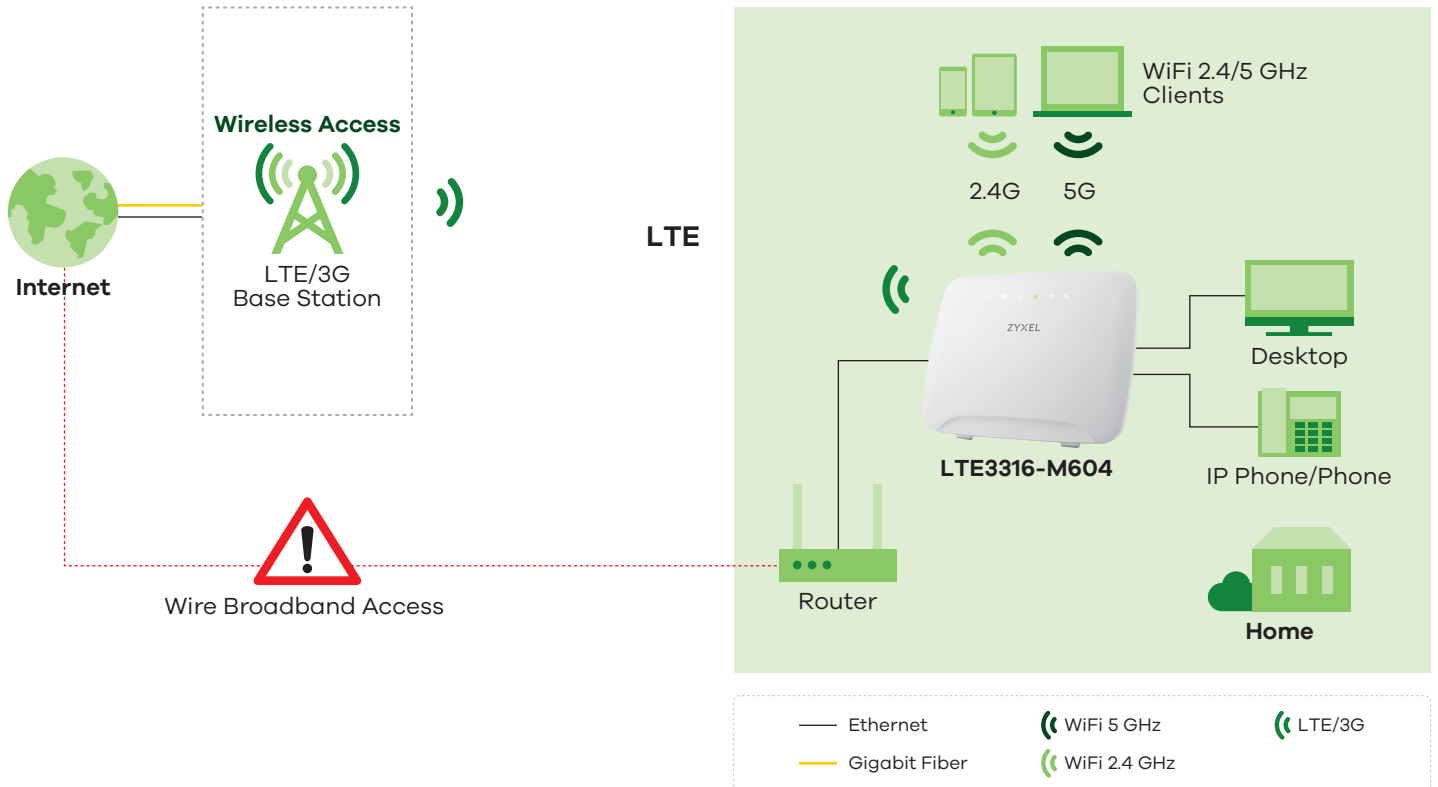 Wireless Access
Internet
LTE/3G
Base Station
LTE
WiFi 2.4/5 GHz
Clients
2.4G
5G
ZYXEL
LTE3316-M604
Desktop
IP Phone/Phone
Wire Broadband Access
Router
Home
Ethernet
WiFi 5 GHz
LTE/3G
Gigabit Fiber
WiFi 2.4 GHz